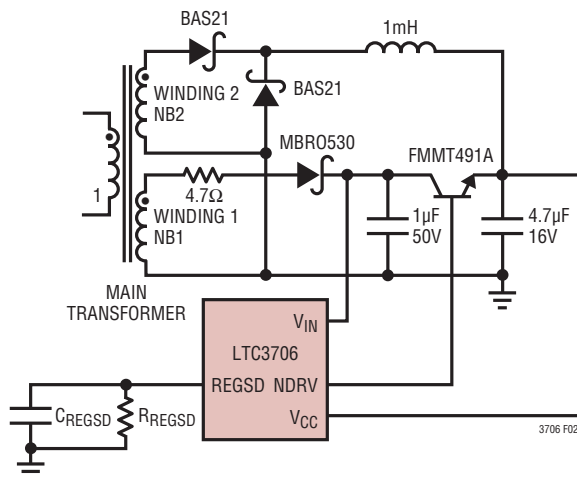 BAS21
1mH
WINDING 2
NB2
BAS21
MBRO530
FMMT491A
1
4.7Ω
WINDING 1
NB1
1µF
50V
4.7µF
16V
MAIN
TRANSFORMER
VIN
LTC3706
REGSD NDRV
VCC
CREGSD
RREGSD
3706 F02